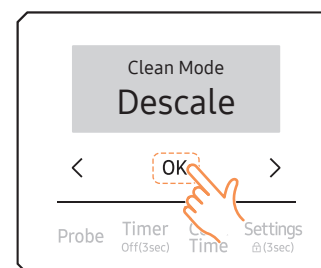 Clean Mode
Descale
< OK >
Probe Timer Settings
Off(3sec) Time (3sec)